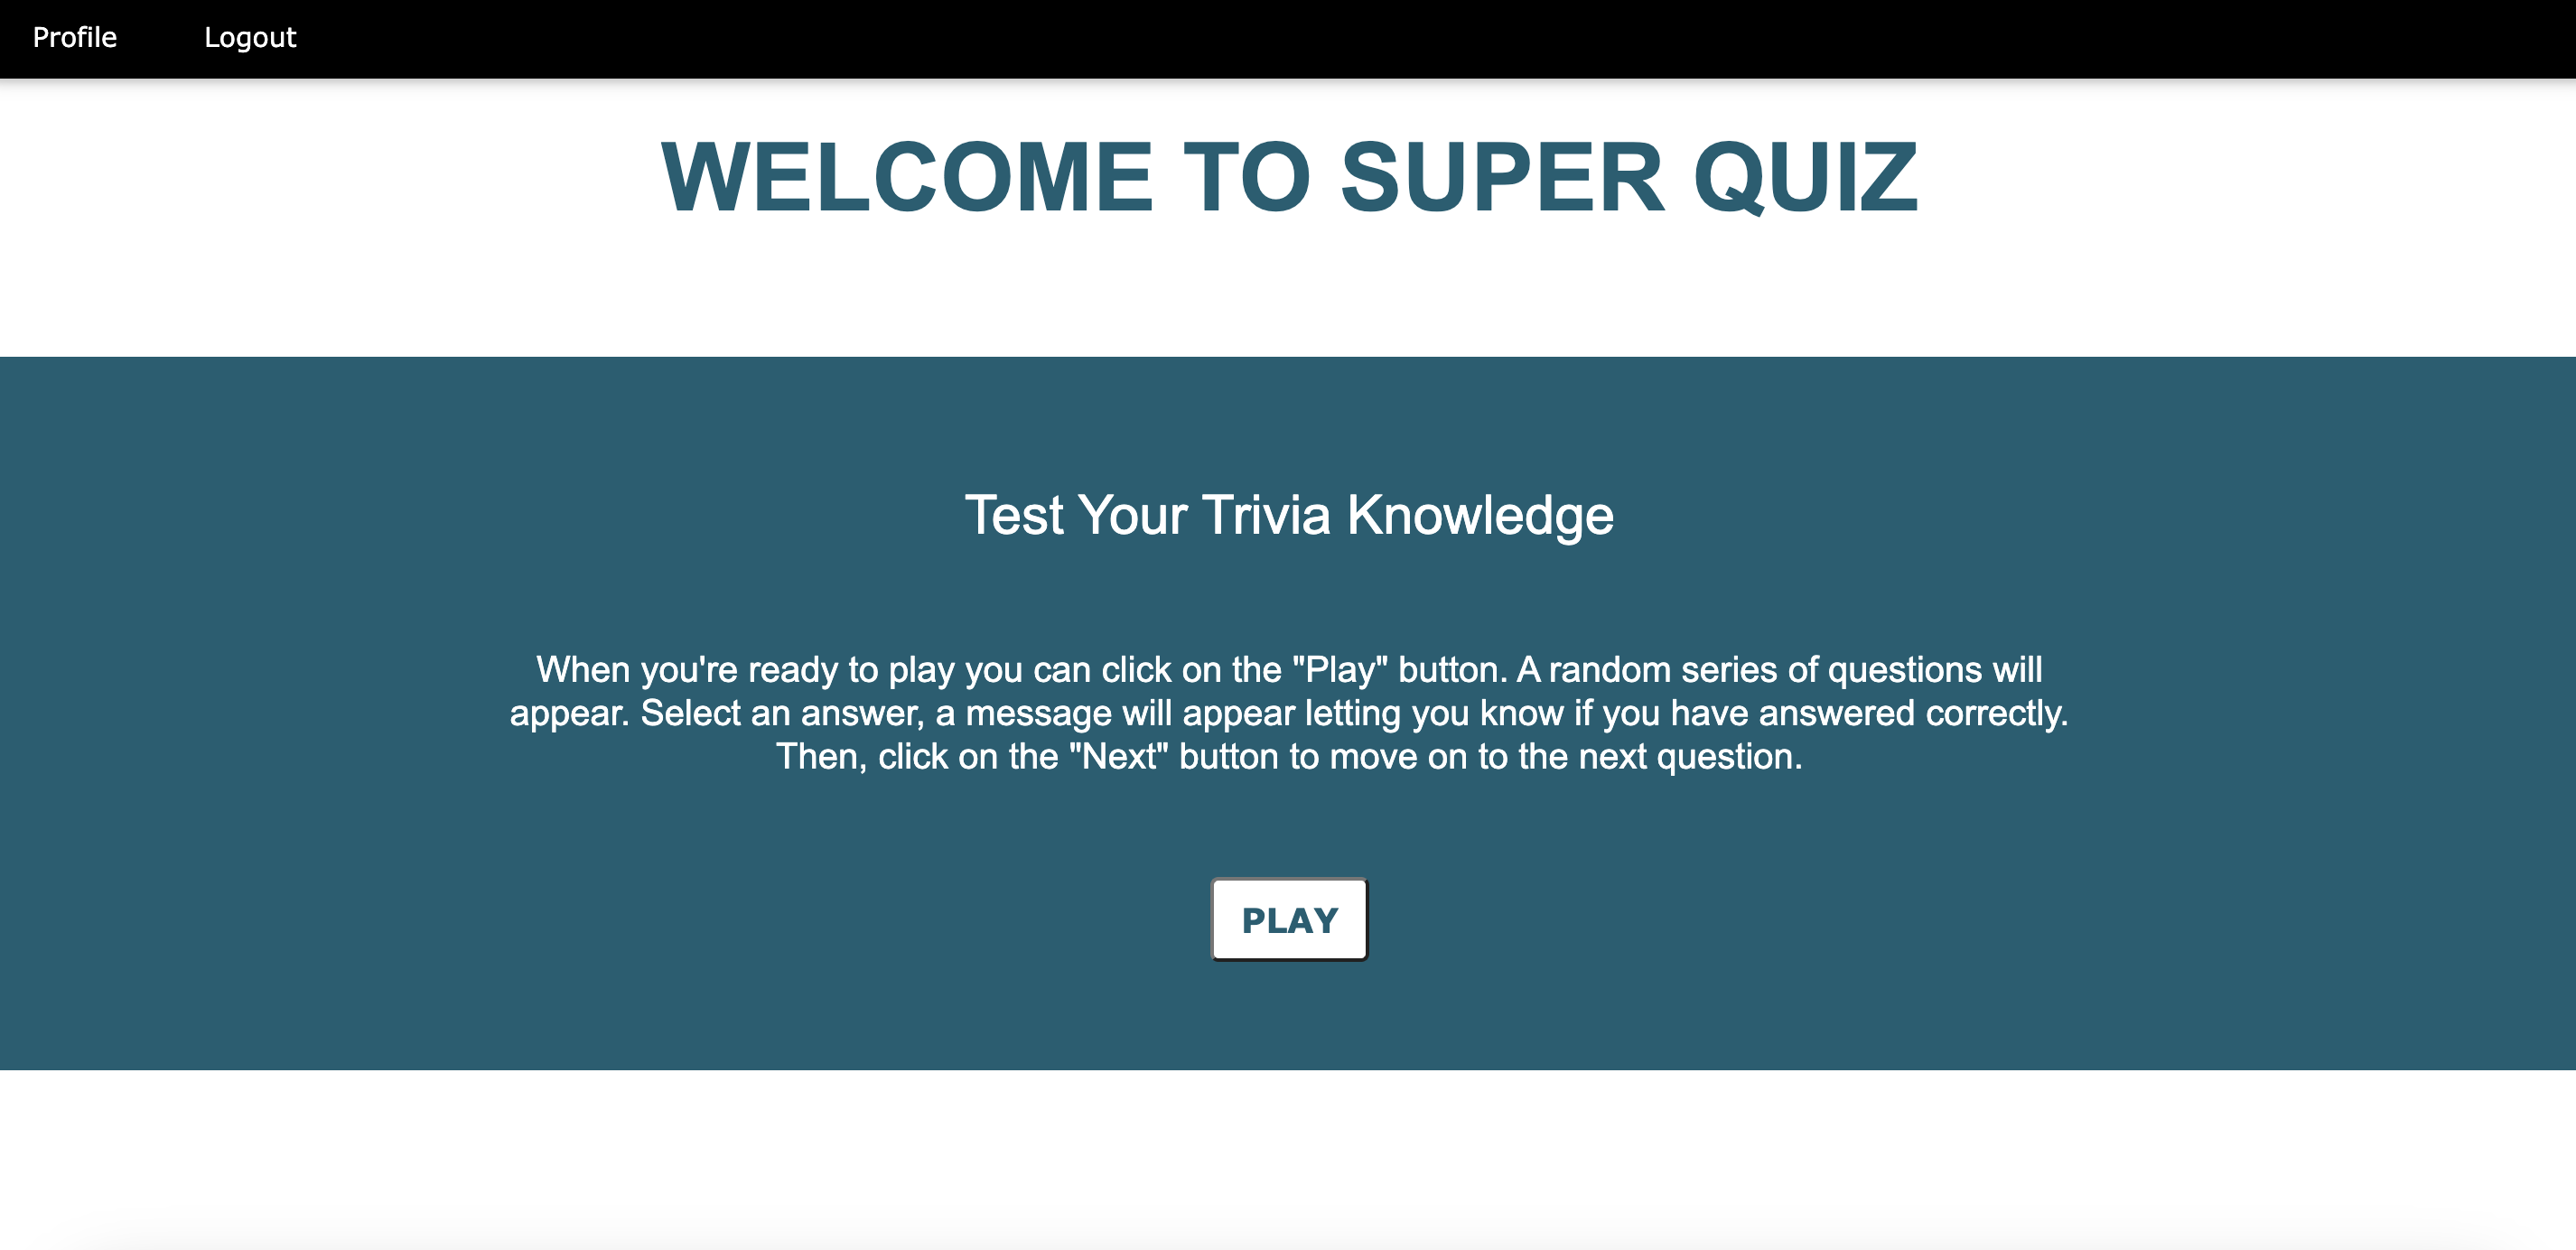 Profile Logout
WELCOME TO SUPER QUIZ
Test Your Trivia Knowledge
When you're ready to play you can click on the "Play" button. A random series of questions will
appear. Select an answer, a message will appear letting you know if you have answered correctly.
Then, click on the "Next" button to move on to the next question.
PLAY